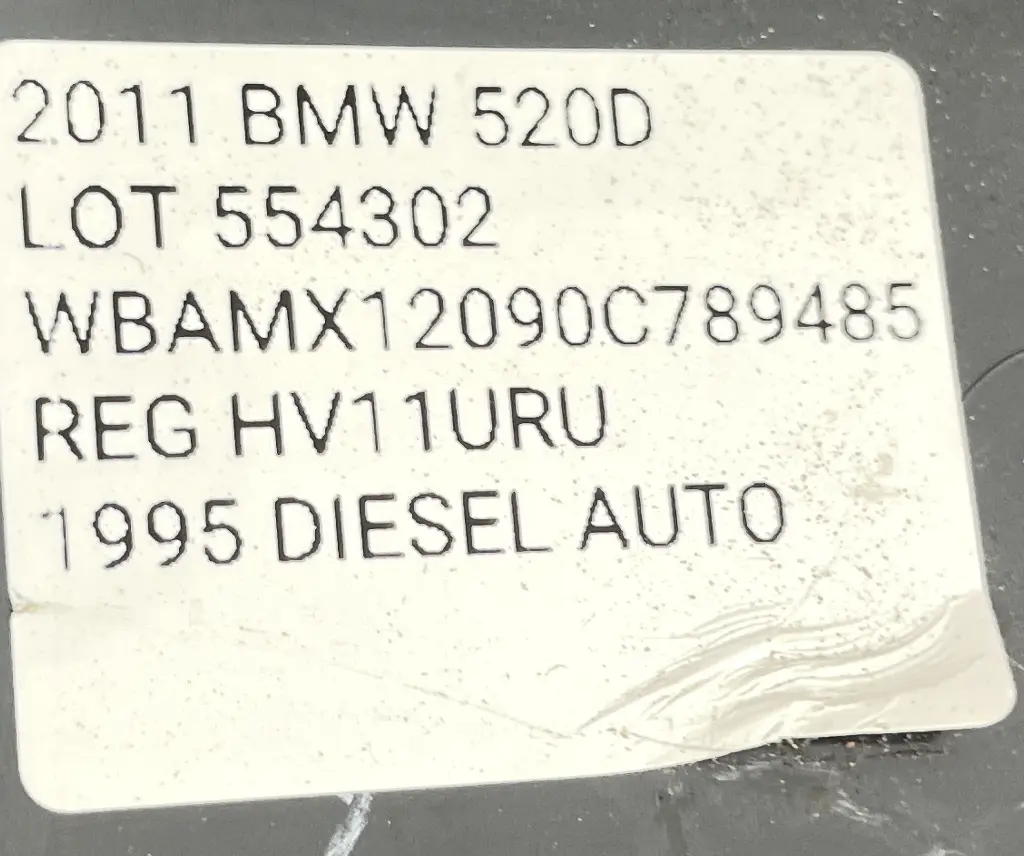 2011 BMW 520D
LOT 554302
WBAMX12090C789485
REG HV11URU
1995 DIESEL AUTO